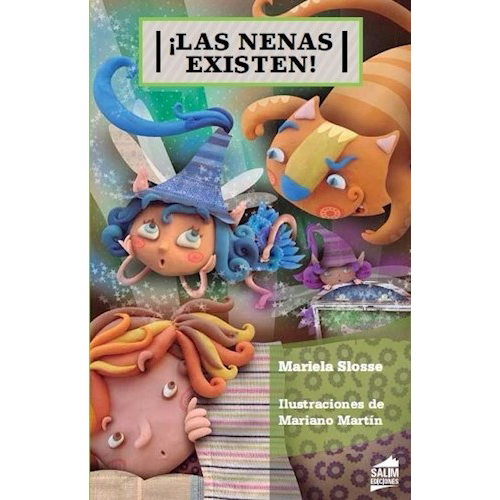 ¡LAS NENAS
EXISTEN!
Mariela Slosse
Ilustraciones de
Mariano Martín
SALIM
EDICIONES